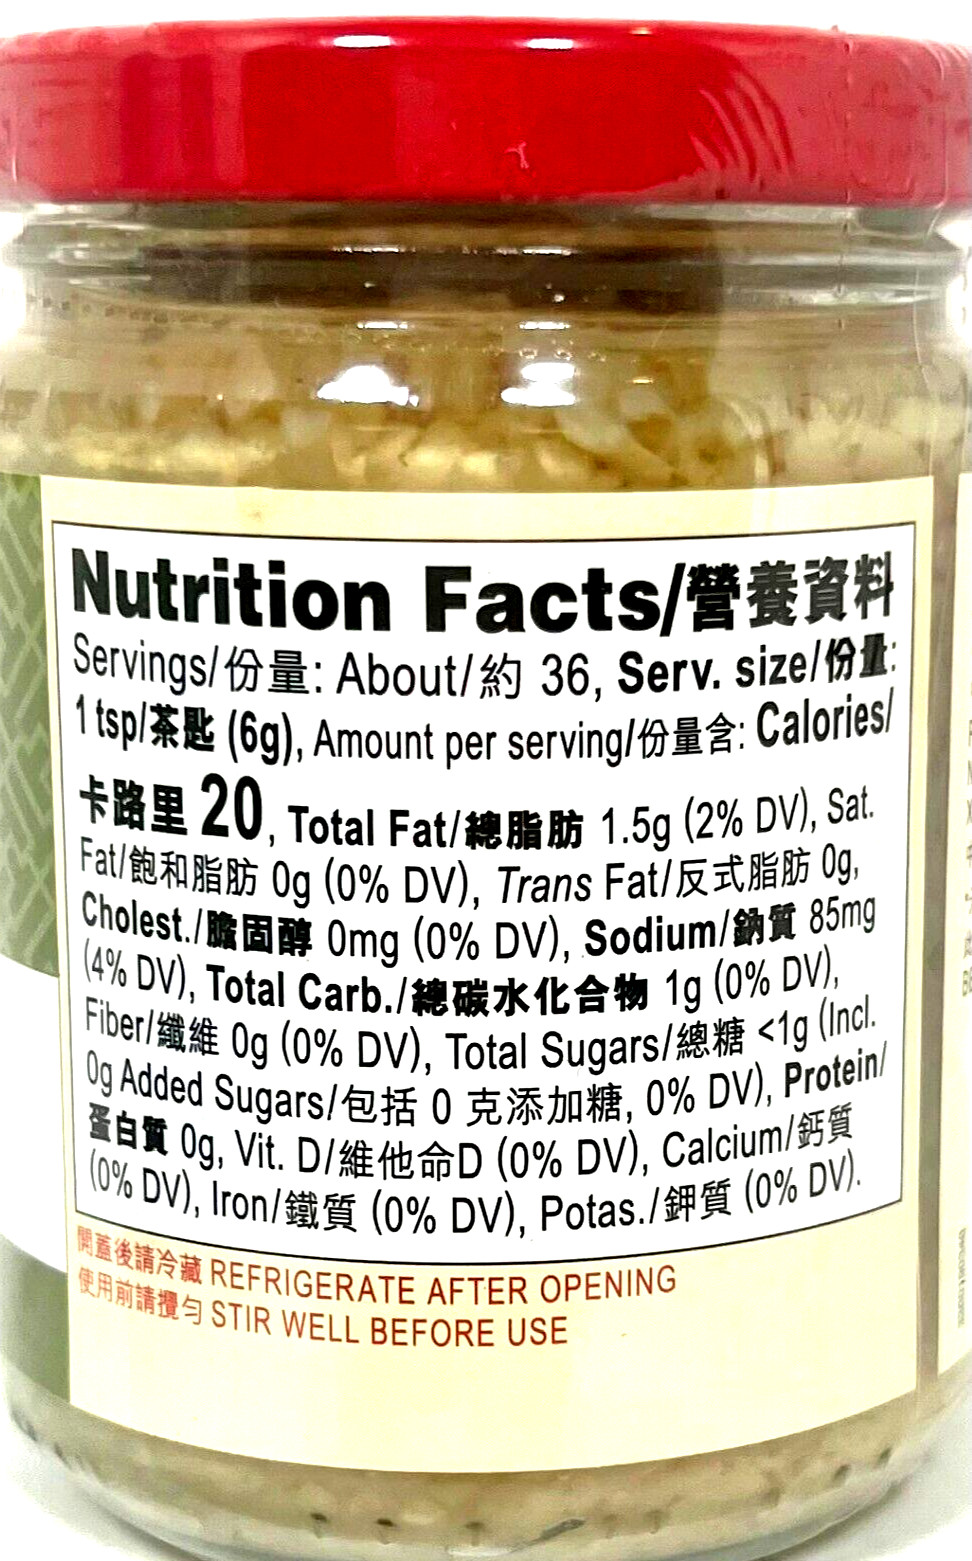 Nutrition Facts/營養資料
Servings/份量: About/約 36, Serv. size/份量:
1 tsp/茶匙 (6g), Amount per serving/份量含: Calories/
卡路里 20, Total Fat/總脂肪 1.5g (2% DV), Sat.
Fat/飽和脂肪 0g (0% DV), Trans Fat/反式脂肪 0g,
Cholest./膽固醇 0mg (0% DV), Sodium/鈉質 85mg
(4% DV), Total Carb./總碳水化合物 1g (0% DV),
Fiber/纖維 0g (0% DV), Total Sugars/總糖 <1g (Incl.
0g Added Sugars/包括 0 克添加糖, 0% DV), Protein/
蛋白質 0g, Vit. D/維他命D (0% DV), Calcium/鈣質
(0% DV), Iron/鐵質 (0% DV), Potas./鉀質 (0% DV).
開蓋後請冷藏 REFRIGERATE AFTER OPENING
使用前請攪勻 STIR WELL BEFORE USE